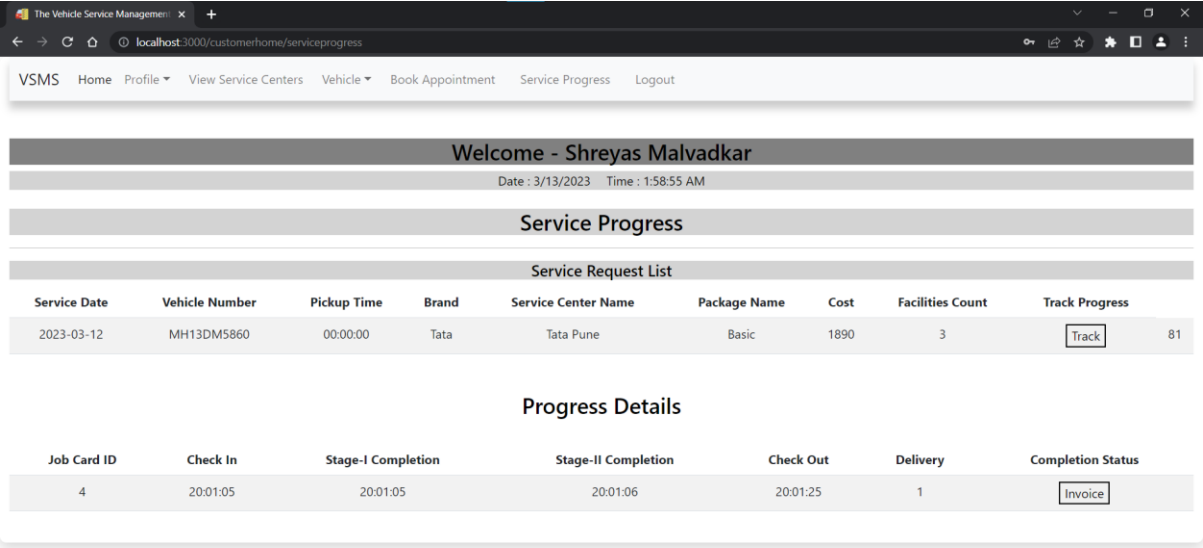 The Vehicle Service Management
localhost:3000/customerhome/serviceprogress
VSMS Home Profile View Service Centers Vehicle Book Appointment Service Progress Logout
Welcome - Shreyas Malvadkar
Date : 3/13/2023 Time : 1:58:55 AM
Service Progress
Service Request List
Service Date Vehicle Number Pickup Time Brand Service Center Name Package Name Cost Facilities Count Track Progress
2023-03-12 MH13DM5860 00:00:00 Tata Tata Pune Basic 1890 3 Track 81
Progress Details
Job Card ID Check In Stage-I Completion Stage-II Completion Check Out Delivery Completion Status
4 20:01:05 20:01:05 20:01:06 20:01:25 1 Invoice